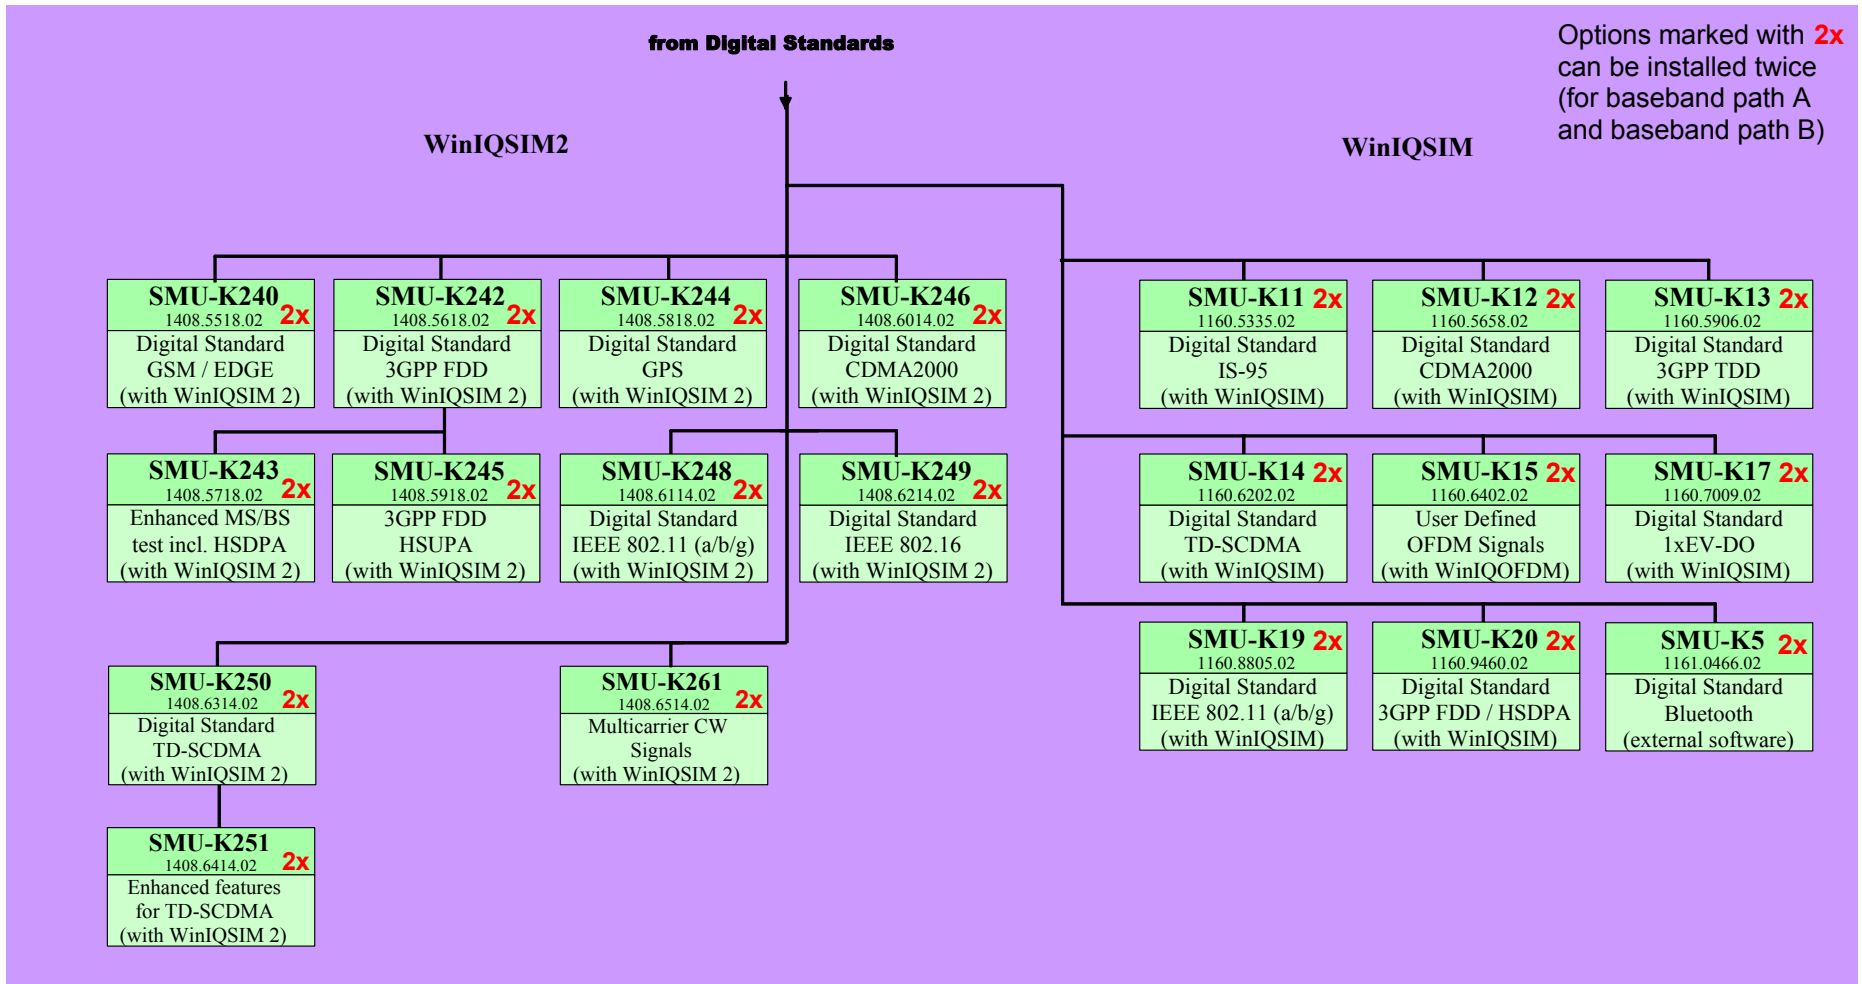 from Digital Standards
Options marked with 2x
can be installed twice
(for baseband path A
and baseband path B)
WinIQSIM2
WinIQSIM
SMU-K240
1408.5518.02 2x
Digital Standard
GSM / EDGE
(with WinIQSIM 2)
SMU-K242
1408.5618.02 2x
Digital Standard
3GPP FDD
(with WinIQSIM 2)
SMU-K244
1408.5818.02 2x
Digital Standard
GPS
(with WinIQSIM 2)
SMU-K246
1408.6014.02 2x
Digital Standard
CDMA2000
(with WinIQSIM 2)
SMU-K11 2x
1160.5335.02
Digital Standard
IS-95
(with WinIQSIM)
SMU-K12 2x
1160.5658.02
Digital Standard
CDMA2000
(with WinIQSIM)
SMU-K13 2x
1160.5906.02
Digital Standard
3GPP TDD
(with WinIQSIM)
SMU-K243
1408.5718.02 2x
Enhanced MS/BS
test incl. HSDPA
(with WinIQSIM 2)
SMU-K245
1408.5918.02 2x
3GPP FDD
HSUPA
(with WinIQSIM 2)
SMU-K248
1408.6114.02 2x
Digital Standard
IEEE 802.11 (a/b/g)
(with WinIQSIM 2)
SMU-K249
1408.6214.02 2x
Digital Standard
IEEE 802.16
(with WinIQSIM 2)
SMU-K14 2x
1160.6202.02
Digital Standard
TD-SCDMA
(with WinIQSIM)
SMU-K15 2x
1160.6402.02
User Defined
OFDM Signals
(with WinIQOFDM)
SMU-K17 2x
1160.7009.02
Digital Standard
1xEV-DO
(with WinIQSIM)
SMU-K250
1408.6314.02 2x
Digital Standard
TD-SCDMA
(with WinIQSIM 2)
SMU-K261
1408.6514.02 2x
Multicarrier CW
Signals
(with WinIQSIM 2)
SMU-K19 2x
1160.8805.02
Digital Standard
IEEE 802.11 (a/b/g)
(with WinIQSIM)
SMU-K20 2x
1160.9460.02
Digital Standard
3GPP FDD / HSDPA
(with WinIQSIM)
SMU-K5 2x
1161.0466.02
Digital Standard
Bluetooth
(external software)
SMU-K251
1408.6414.02 2x
Enhanced features
for TD-SCDMA
(with WinIQSIM 2)